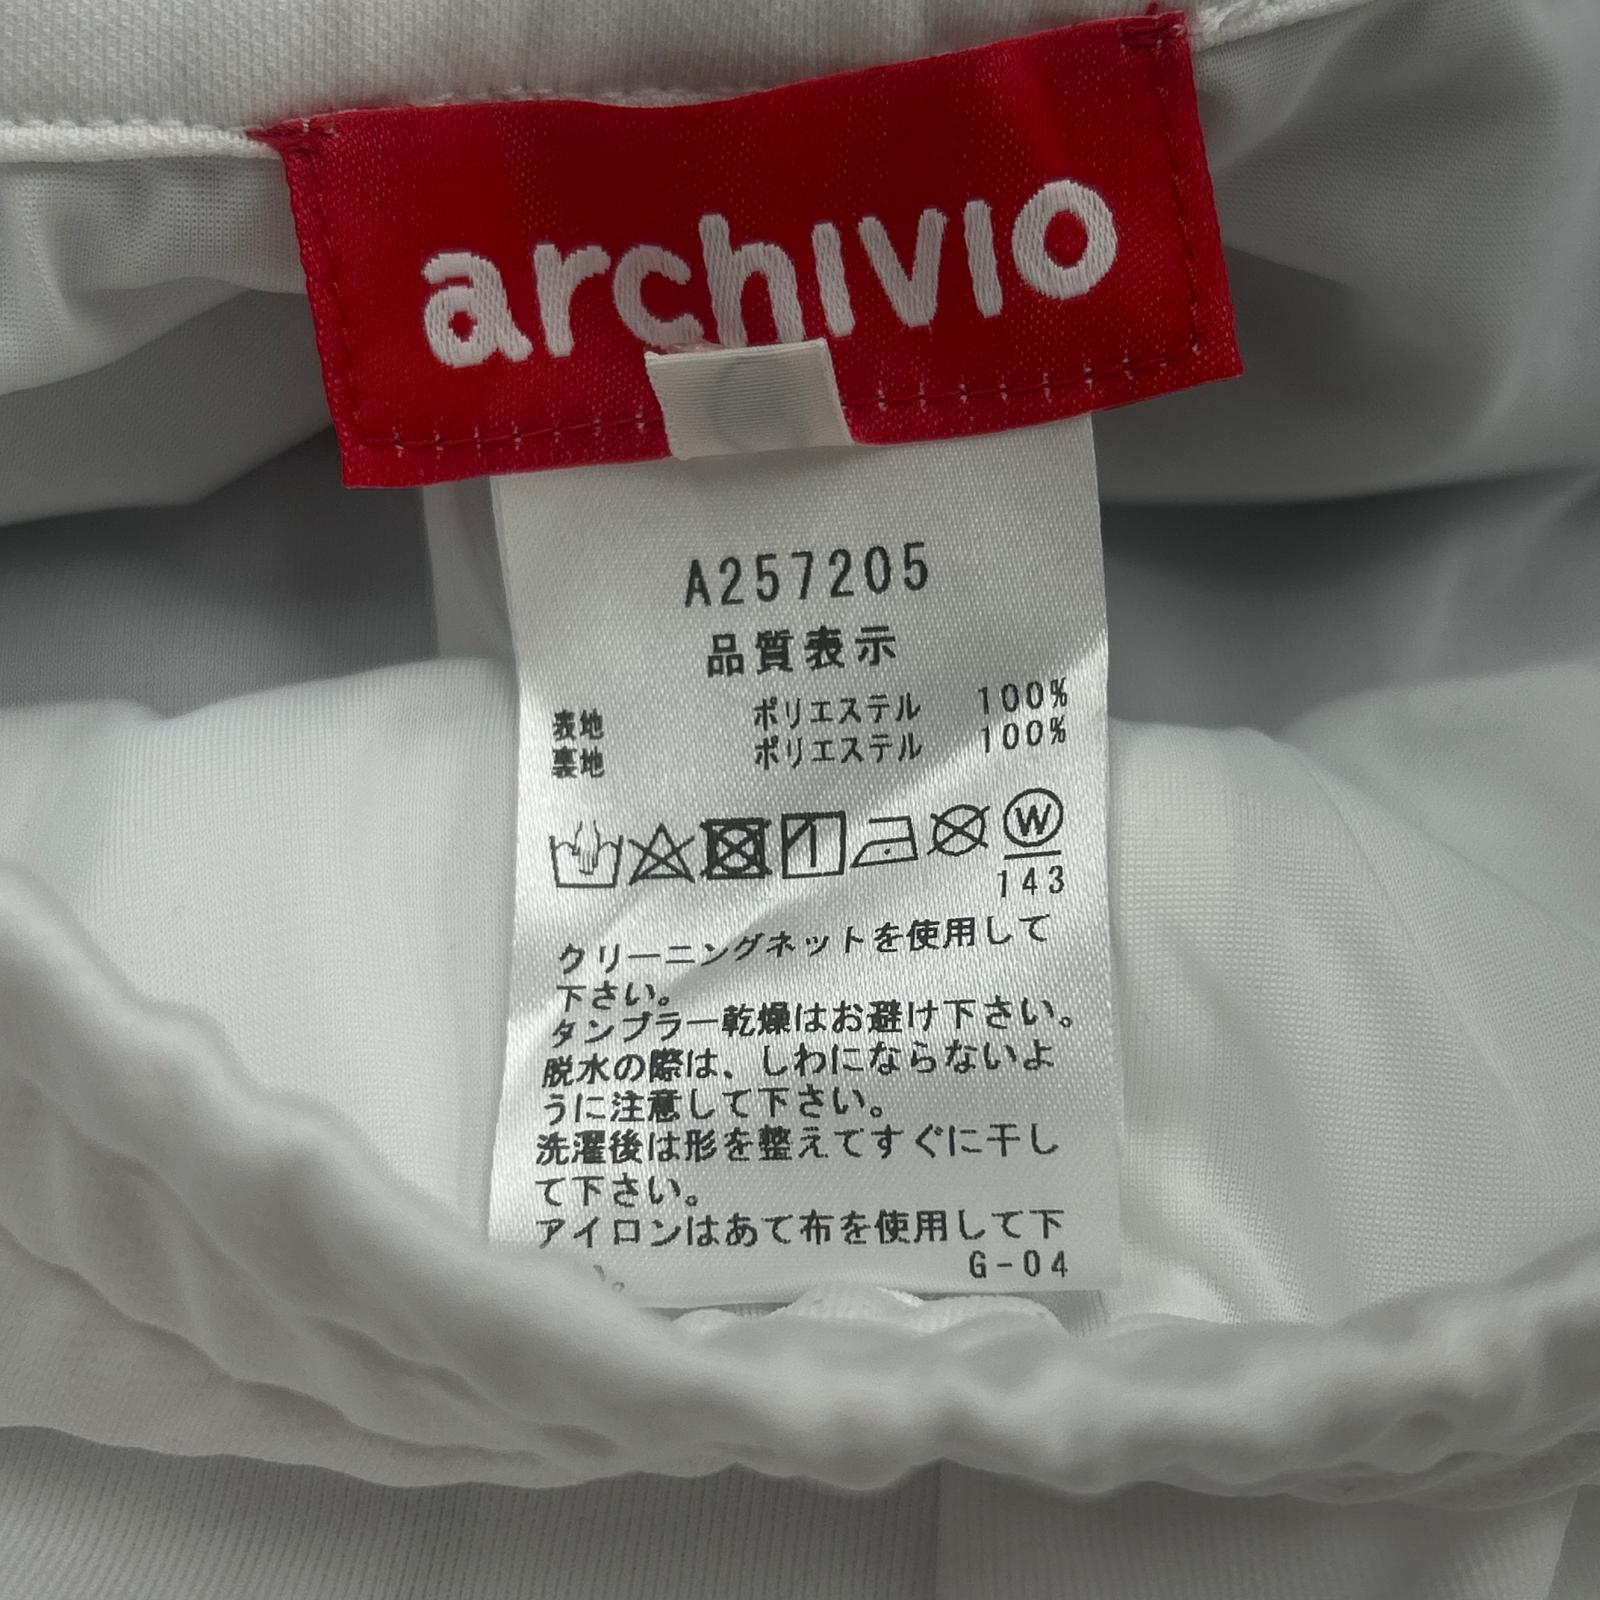 archivio
A257205
品質表示
表地 ポリエステル 100%
裏地 ポリエステル 100%
W
143
クリーニングネットを使用して
下さい。
タンブラー乾燥はお避け下さい。
脱水の際は、しわにならないよ
うに注意して下さい。
洗濯後は形を整えてすぐに干し
て下さい。
アイロンはあて布を使用して下
い。
G-04